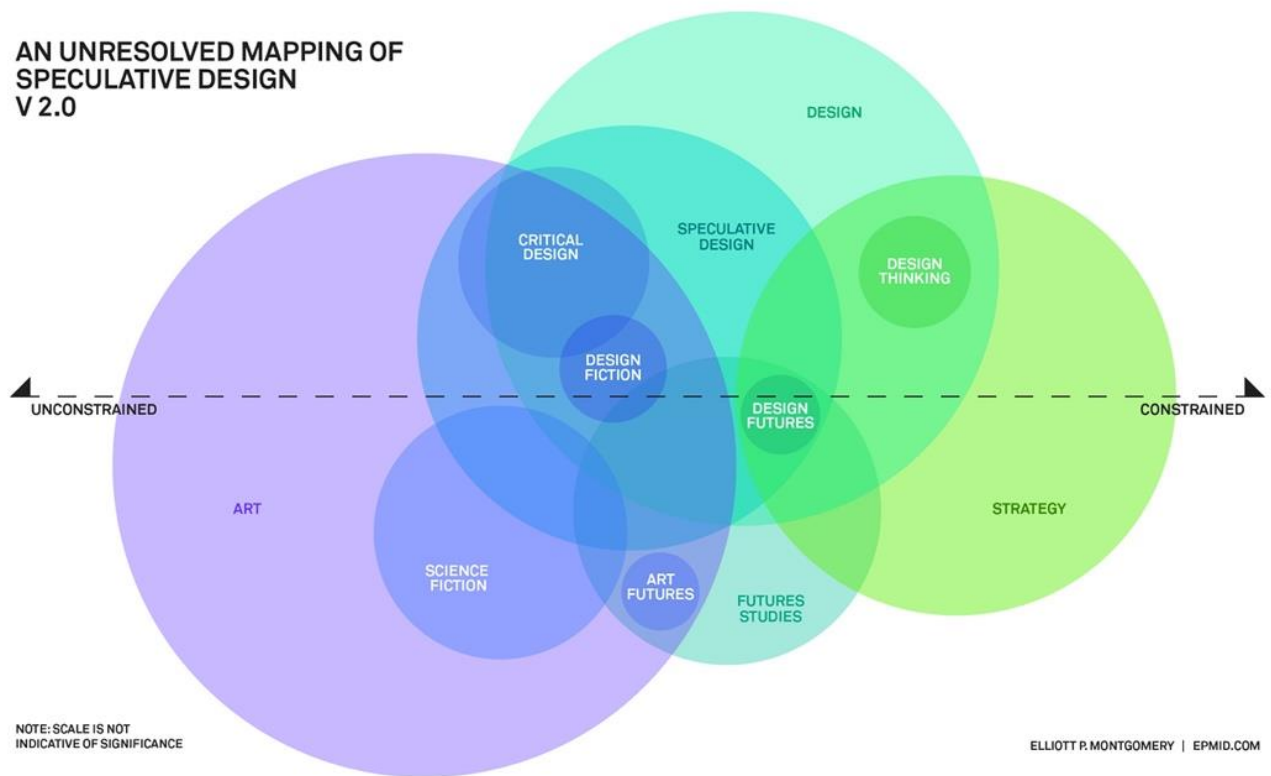 AN UNRESOLVED MAPPING OF
SPECULATIVE DESIGN
V 2.0
DESIGN
SPECULATIVE
DESIGN
CRITICAL
DESIGN
DESIGN
THINKING
DESIGN
FICTION
UNCONSTRAINED
DESIGN
FUTURES
CONSTRAINED
ART
STRATEGY
SCIENCE
FICTION
ART
FUTURES
FUTURES
STUDIES
NOTE: SCALE IS NOT
INDICATIVE OF SIGNIFICANCE
ELLIOTT P. MONTGOMERY | EPMID.COM